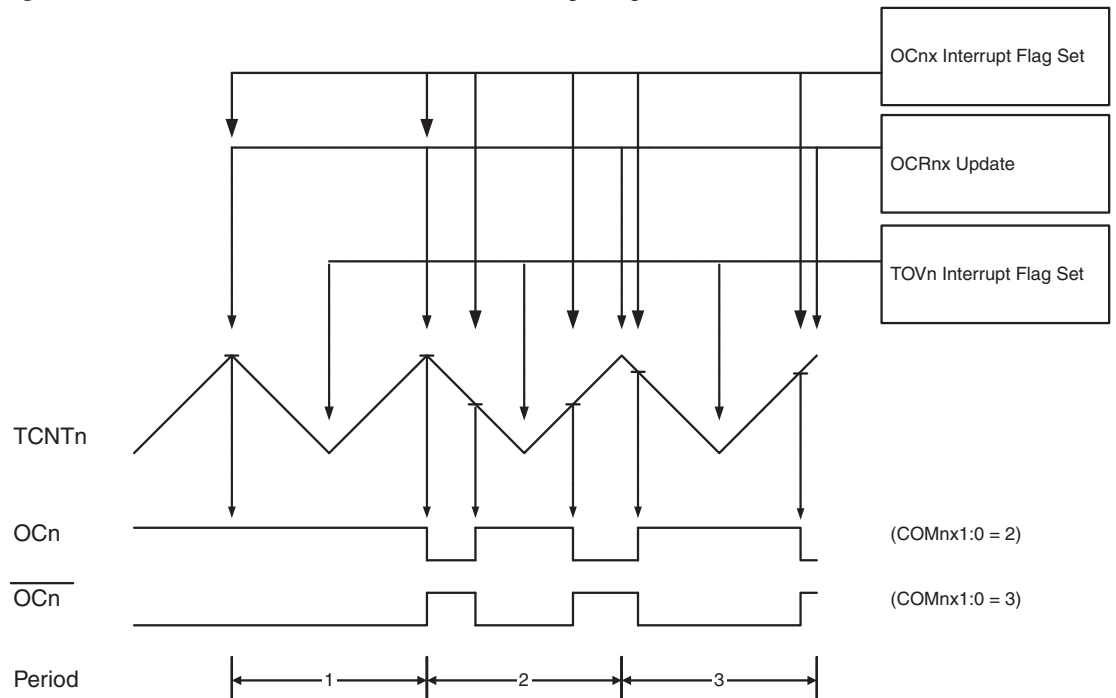 OCnx Interrupt Flag Set
OCRnx Update
TOVn Interrupt Flag Set
TCNTn
OCn
(COMnx1:0 = 2)
OCn
(COMnx1:0 = 3)
Period
1
2
3